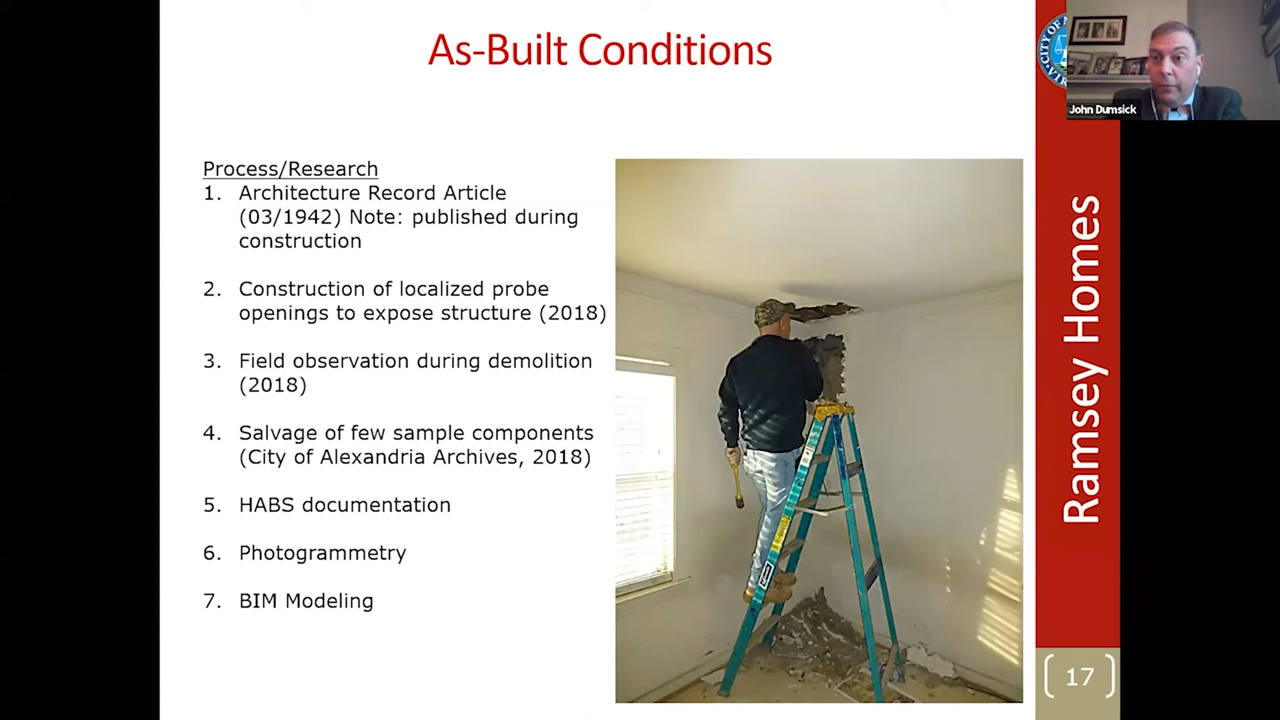 As-Built Conditions
CITY OF
John Dumsick
Process/Research
1. Architecture Record Article
(03/1942) Note: published during
construction
2. Construction of localized probe
openings to expose structure (2018)
3. Field observation during demolition
(2018)
4. Salvage of few sample components
(City of Alexandria Archives, 2018)
5. HABS documentation
6. Photogrammetry
7. BIM Modeling
Ramsey Homes
17